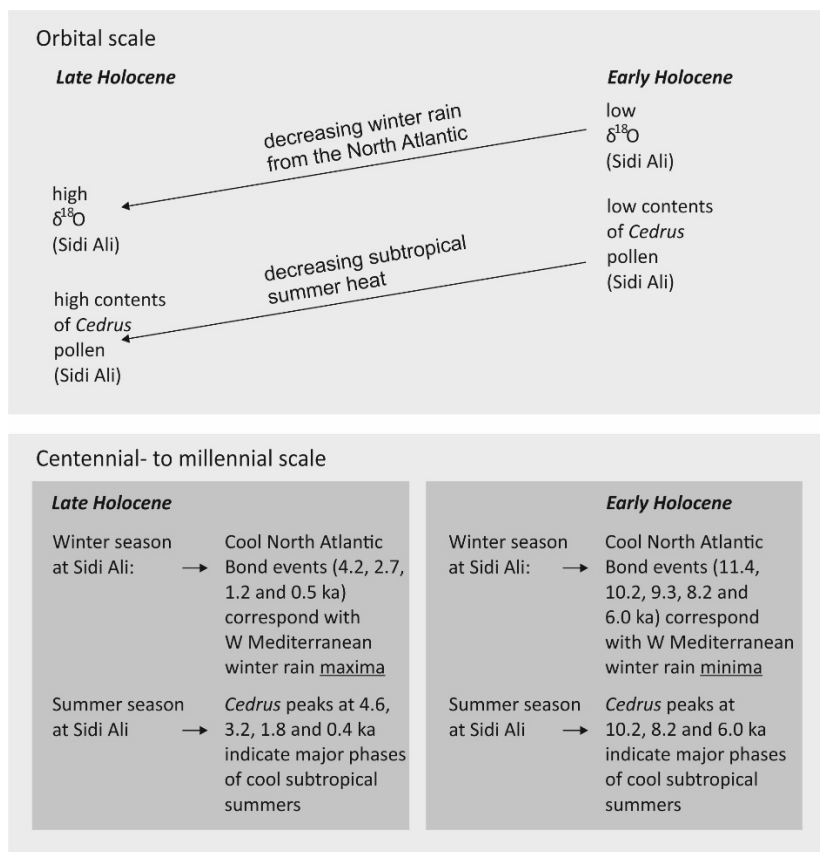 Orbital scale
Late Holocene
Early Holocene
decreasing winter rain
from the North Atlantic
low
δ¹⁸O
(Sidi Ali)
high
δ¹⁸O
(Sidi Ali)
low contents
of Cedrus
pollen
(Sidi Ali)
decreasing subtropical
summer heat
high contents
of Cedrus
pollen
(Sidi Ali)
Centennial- to millennial scale
Late Holocene
Winter season
at Sidi Ali:
Cool North Atlantic
Bond events (4.2, 2.7,
1.2 and 0.5 ka)
correspond with
W Mediterranean
winter rain maxima
Summer season
at Sidi Ali
Cedrus peaks at 4.6,
3.2, 1.8 and 0.4 ka
indicate major phases
of cool subtropical
summers
Early Holocene
Winter season
at Sidi Ali:
Cool North Atlantic
Bond events (11.4,
10.2, 9.3, 8.2 and
6.0 ka) correspond
with W Mediterranean
winter rain minima
Summer season
at Sidi Ali
Cedrus peaks at
10.2, 8.2 and 6.0 ka
indicate major phases
of cool subtropical
summers